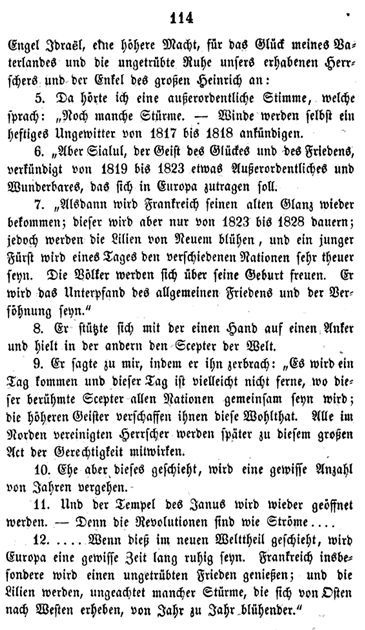 114
Engel Idraël, eine höhere Macht, für das Glück meines Va-
terlandes und die ungetrübte Ruhe unsers erhabenen Herr-
schers und der Enkel des großen Heinrich an:
5. Da hörte ich eine außerordentliche Stimme, welche
sprach: „Noch manche Stürme. — Winde werden selbst ein
heftiges Ungewitter von 1817 bis 1818 ankündigen.
6. „Aber Sialul, der Geist des Glückes und des Friedens,
verkündigt von 1819 bis 1823 etwas Außerordentliches und
Wunderbares, das sich in Europa zutragen soll.
7. „Alsdann wird Frankreich seinen alten Glanz wieder
bekommen; dieser wird aber nur von 1823 bis 1828 dauern;
jedoch werden die Lilien von Neuem blühen, und ein junger
Fürst wird eines Tages den verschiedenen Nationen sehr theuer
seyn. Die Völker werden sich über seine Geburt freuen. Er
wird das Unterpfand des allgemeinen Friedens und der Ver-
söhnung seyn.“
8. Er stützte sich mit der einen Hand auf einen Anker
und hielt in der andern den Scepter der Welt.
9. Er sagte zu mir, indem er ihn zerbrach: „Es wird ein
Tag kommen und dieser Tag ist vielleicht nicht ferne, wo die-
ser berühmte Scepter allen Nationen gemeinsam seyn wird;
die höheren Geister verschaffen ihnen diese Wohlthat. Alle im
Norden vereinigten Herrscher werden später zu diesem großen
Act der Gerechtigkeit mitwirken.
10. Ehe aber dieses geschieht, wird eine gewisse Anzahl
von Jahren vergehen.
11. Und der Tempel des Janus wird wieder geöffnet
werden. — Denn die Revolutionen sind wie Ströme....
12. .... Wenn dieß im neuen Welttheil geschieht, wird
Europa eine gewisse Zeit lang ruhig seyn. Frankreich insbe-
sondere wird einen ungetrübten Frieden genießen; und die
Lilien werden, ungeachtet mancher Stürme, die sich von Osten
nach Westen erheben, von Jahr zu Jahr blühender.“